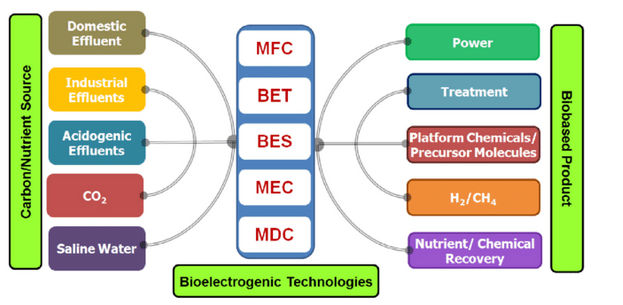 Carbon/Nutrient Source
Domestic
Effluent
Industrial
Effluents
Acidogenic
Effluents
CO₂
Saline Water
MFC
BET
BES
MEC
MDC
Bioelectrogenic Technologies
Power
Treatment
Platform Chemicals/
Precursor Molecules
H₂/CH₄
Nutrient/ Chemical
Recovery
Biobased Product